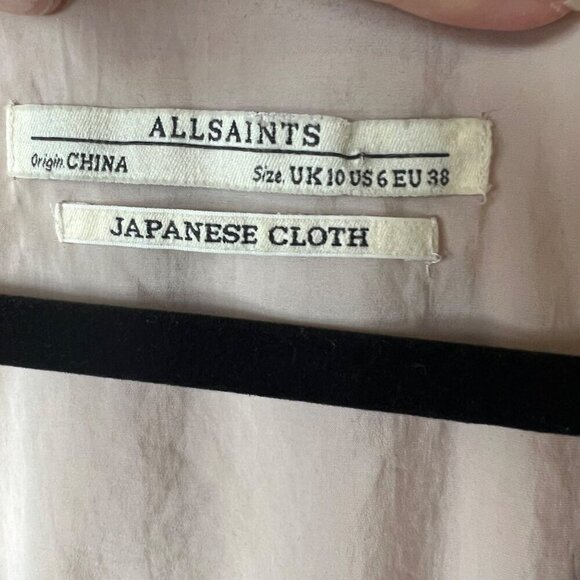 ALLSAINTS
Origin. CHINA Size. UK 10 US 6 EU 38
JAPANESE CLOTH